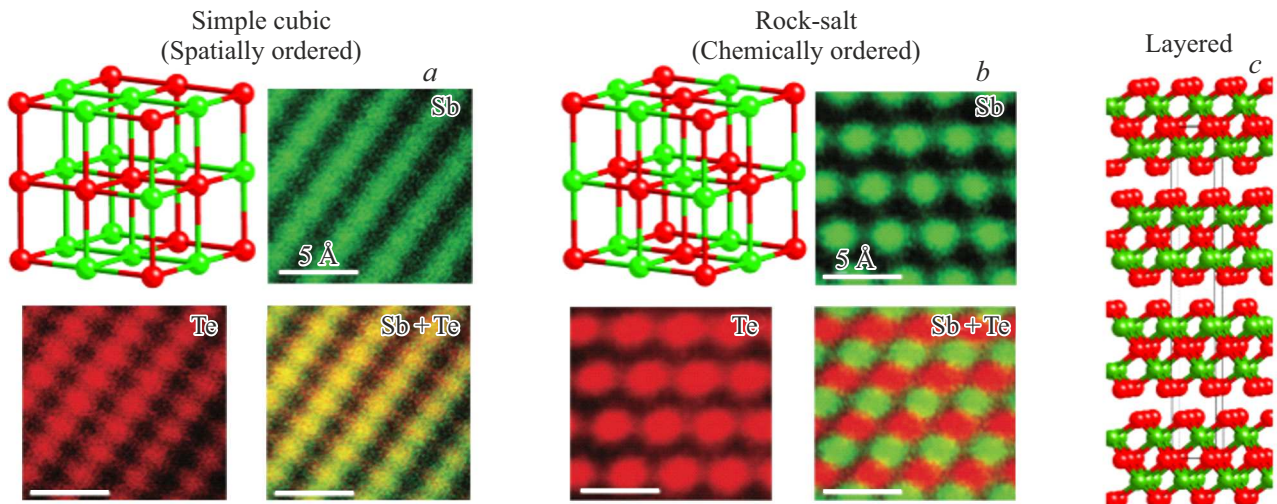 Simple cubic
(Spatially ordered)
a
Sb
5 Å
Te
Sb + Te
Rock-salt
(Chemically ordered)
b
Sb
5 Å
Te
Sb + Te
Layered
c